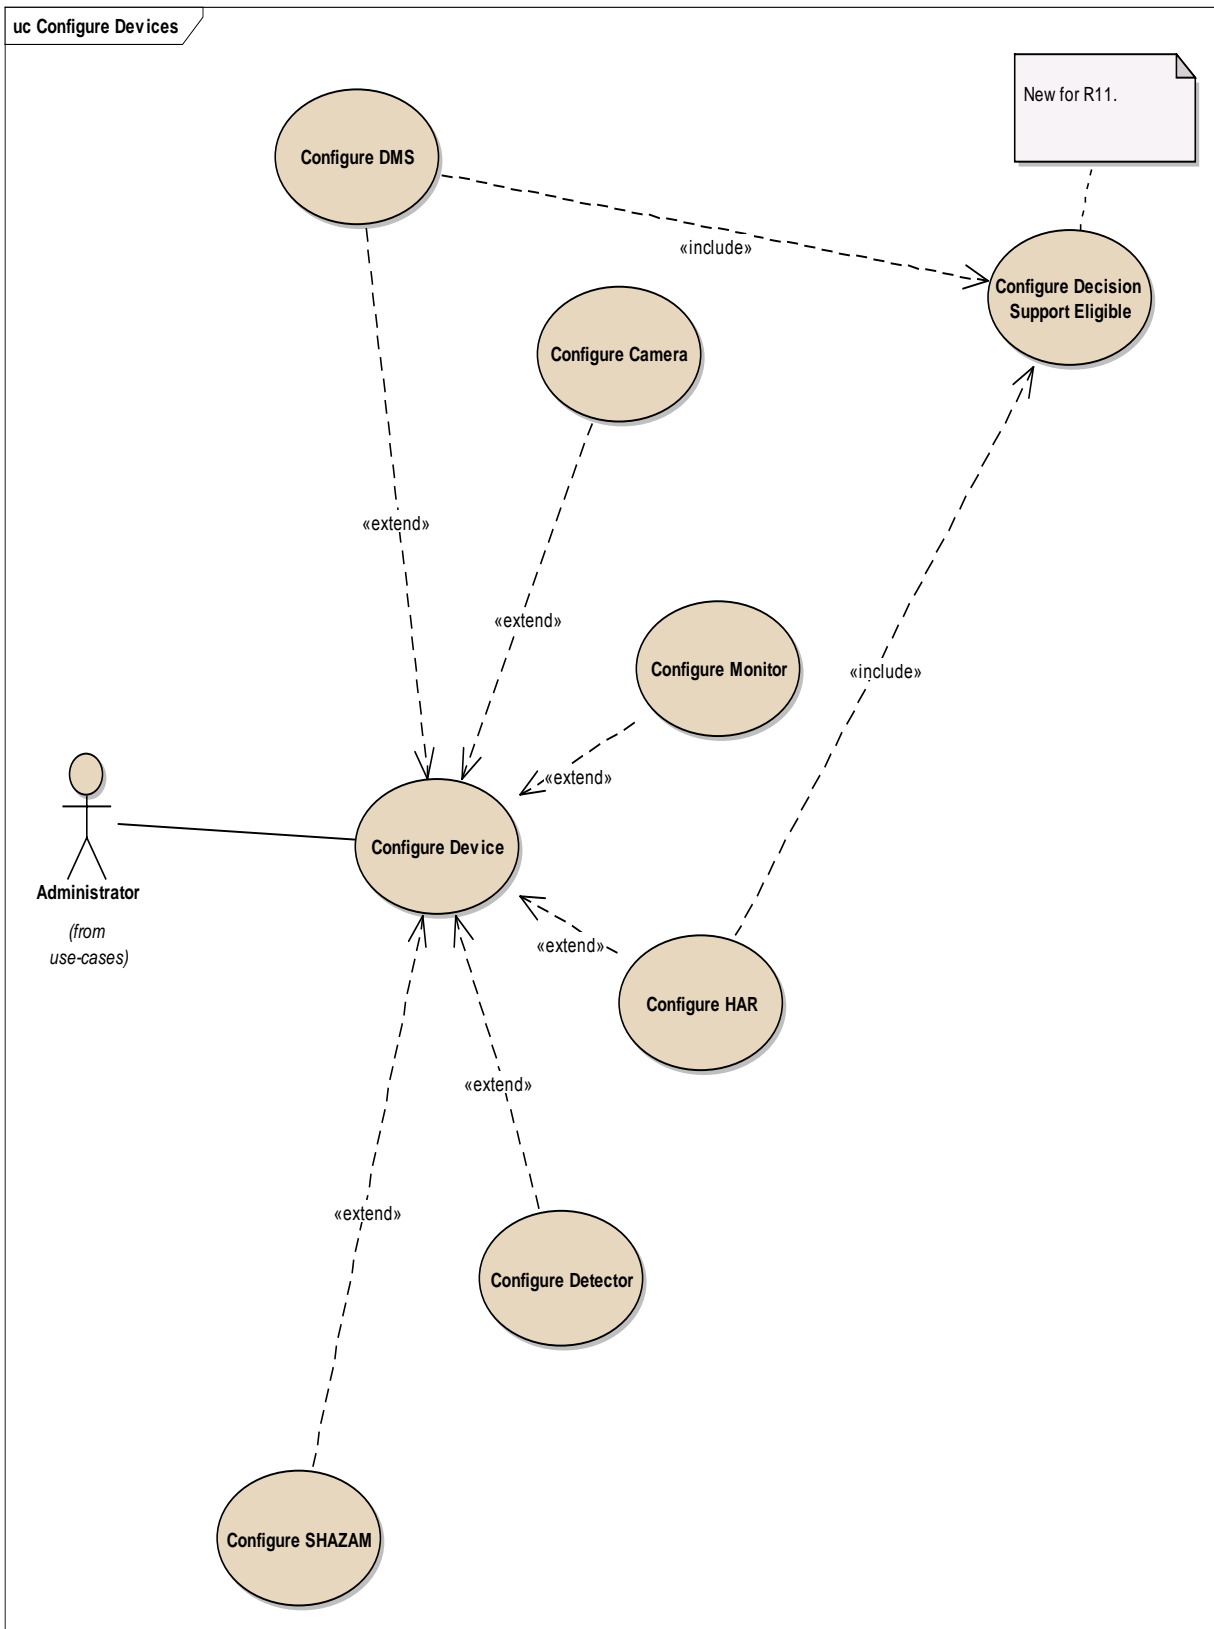 uc Configure Devices
New for R11.
Configure DMS
«include»
Configure Decision
Support Eligible
Configure Camera
«extend»
«extend»
Configure Monitor
«include»
«extend»
Configure Device
Administrator
(from
use-cases)
«extend»
Configure HAR
«extend»
«extend»
Configure Detector
Configure SHAZAM